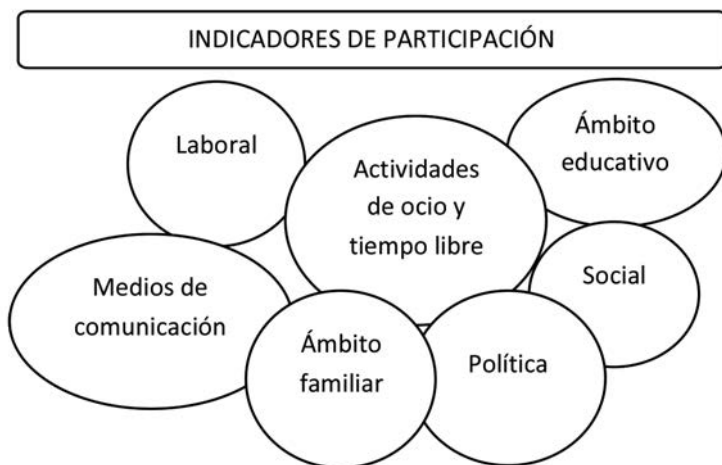 INDICADORES DE PARTICIPACIÓN
Laboral
Actividades
de ocio y
tiempo libre
Ámbito
educativo
Medios de
comunicación
Ámbito
familiar
Política
Social